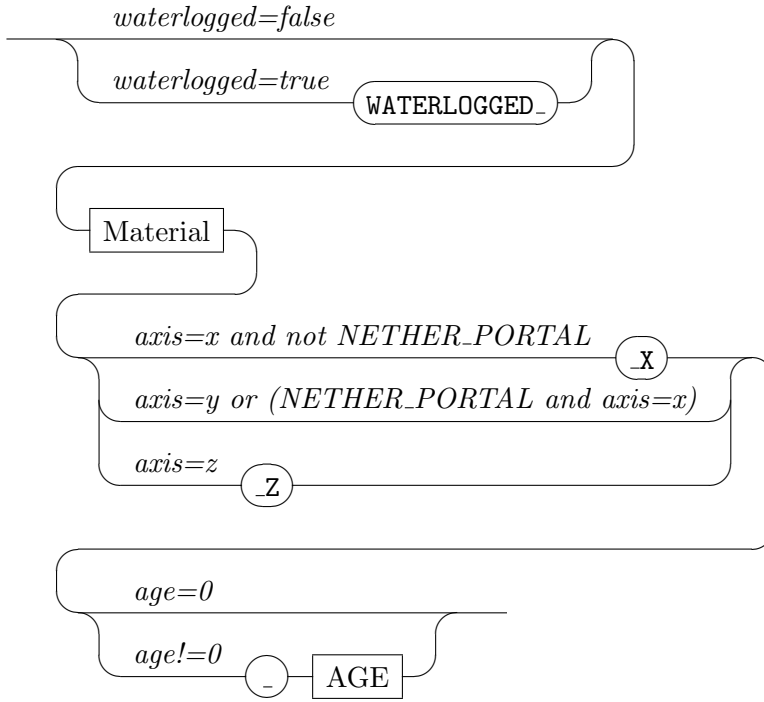 waterlogged=false
waterlogged=true WATERLOGGED_
Material
axis=x and not NETHER_PORTAL _X
axis=y or (NETHER_PORTAL and axis=x)
axis=z _Z
age=0
age!=0 _ AGE